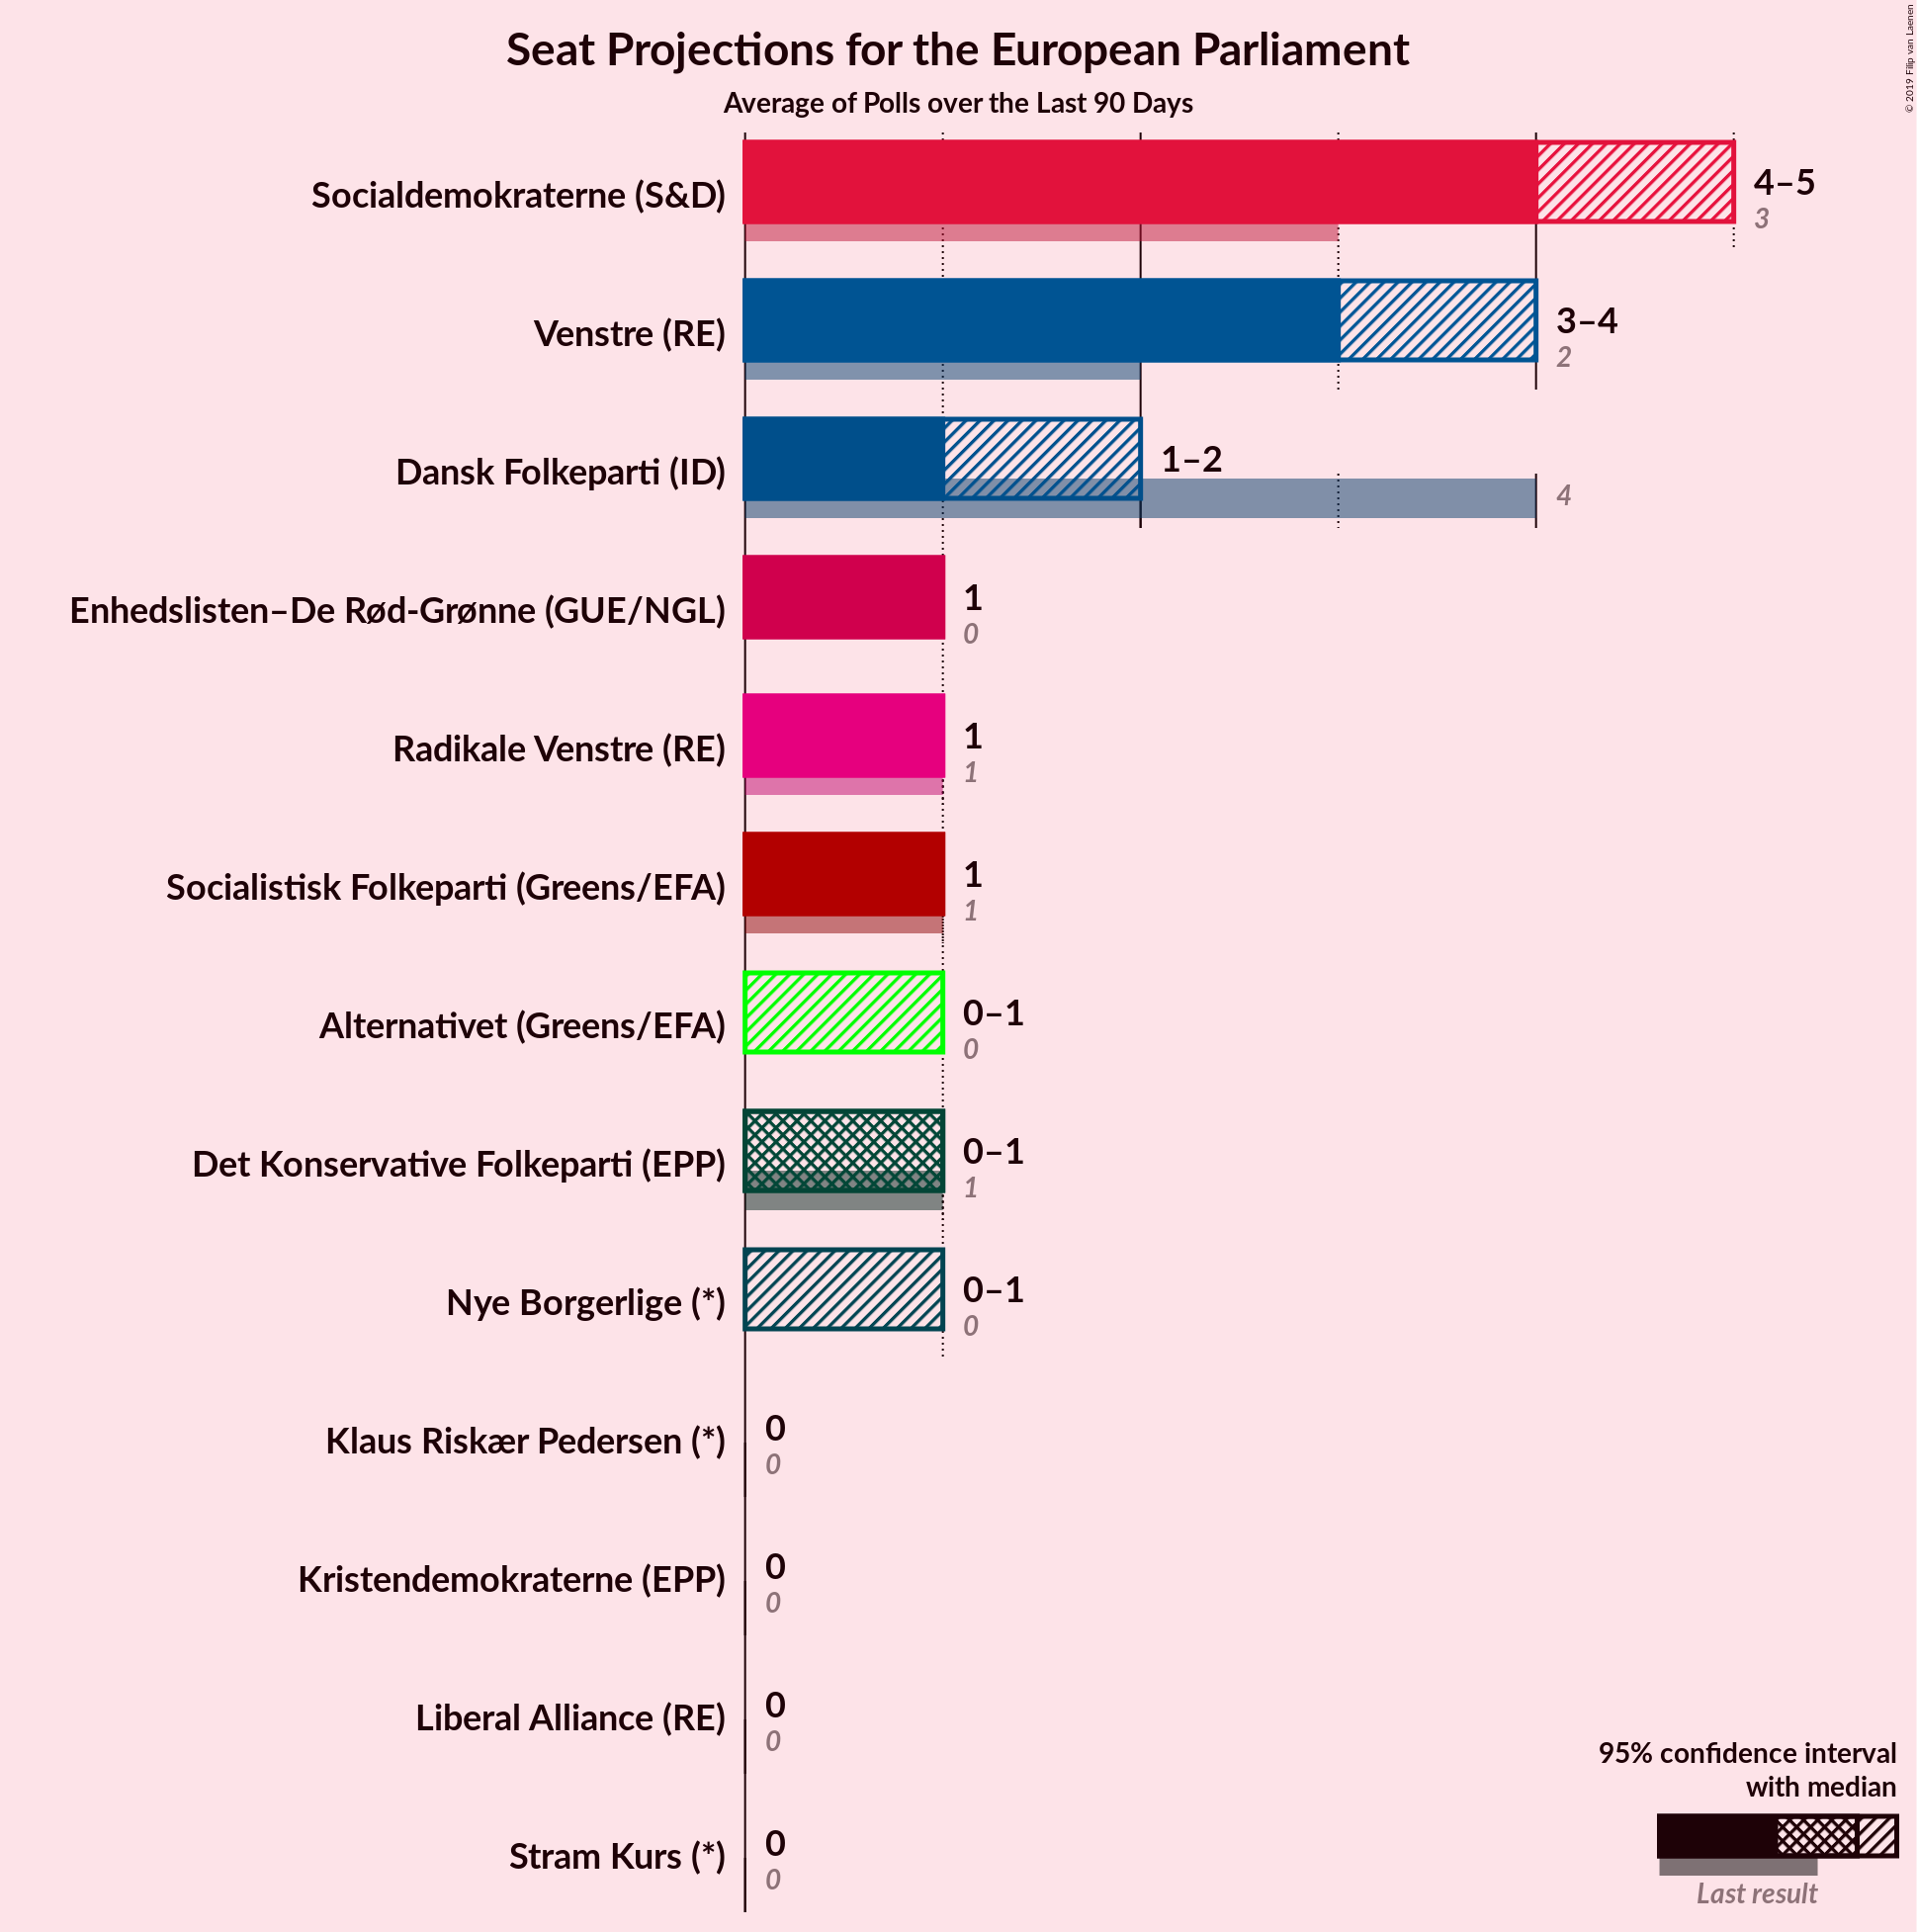 Seat Projections for the European Parliament
Average of Polls over the Last 90 Days
© 2019 Filip van Laenen
Socialdemokraterne (S&D)
4–5
3
Venstre (RE)
3–4
2
Dansk Folkeparti (ID)
1–2
4
Enhedslisten–De Rød-Grønne (GUE/NGL)
1
0
Radikale Venstre (RE)
1
1
Socialistisk Folkeparti (Greens/EFA)
1
1
Alternativet (Greens/EFA)
0–1
0
Det Konservative Folkeparti (EPP)
0–1
1
Nye Borgerlige (*)
0–1
0
Klaus Riskær Pedersen (*)
0
0
Kristendemokraterne (EPP)
0
0
Liberal Alliance (RE)
0
0
Stram Kurs (*)
0
0
95% confidence interval
with median
Last result